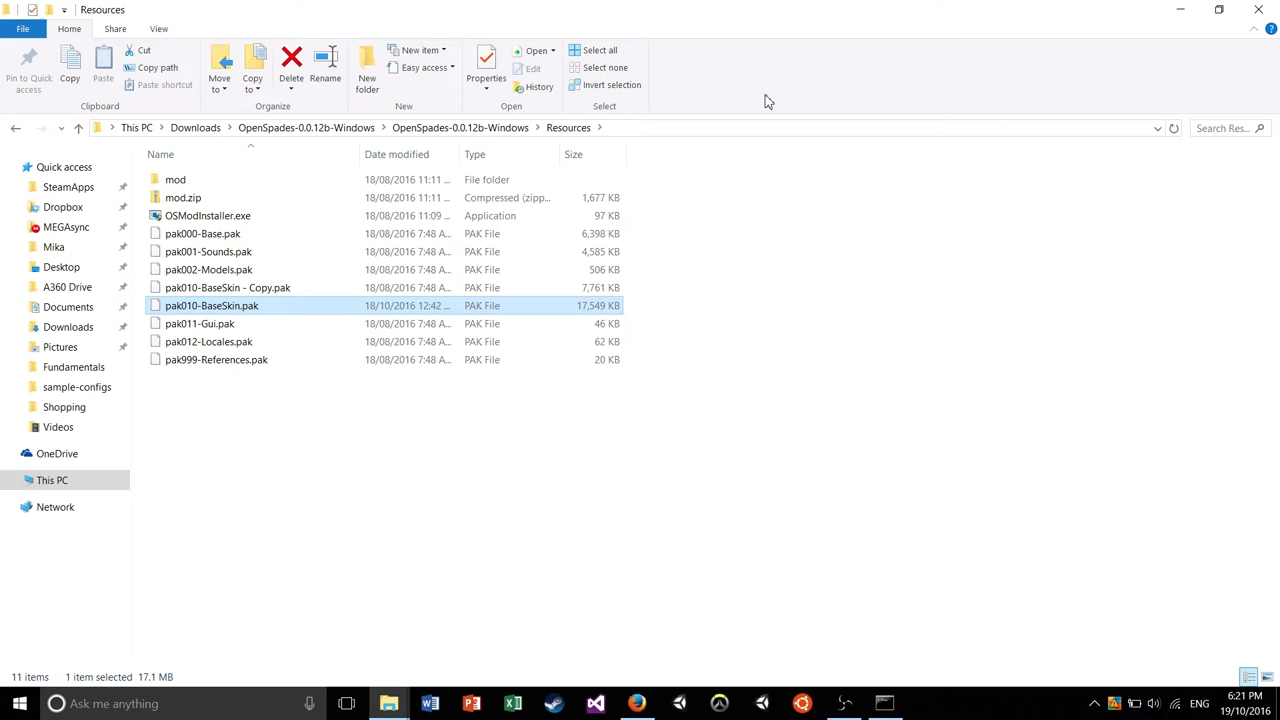 Resources
File Home Share View
Pin to Quick access
Copy
Paste
Cut
Copy path
Paste shortcut
Clipboard
Move to
Copy to
Delete
Rename
Organize
New folder
New item
Easy access
New
Properties
Open
Edit
History
Open
Select all
Select none
Invert selection
Select
This PC Downloads OpenSpades-0.0.12b-Windows OpenSpades-0.0.12b-Windows Resources
Search Res...
Quick access
SteamApps
Dropbox
MEGAsync
Mika
Desktop
A360 Drive
Documents
Downloads
Pictures
Fundamentals
sample-configs
Shopping
Videos
OneDrive
This PC
Network
Name Date modified Type Size
mod 18/08/2016 11:11 ... File folder
mod.zip 18/08/2016 11:11 ... Compressed (zipp... 1,677 KB
OSModInstaller.exe 18/08/2016 11:09 ... Application 97 KB
pak000-Base.pak 18/08/2016 7:48 A... PAK File 6,398 KB
pak001-Sounds.pak 18/08/2016 7:48 A... PAK File 4,585 KB
pak002-Models.pak 18/08/2016 7:48 A... PAK File 506 KB
pak010-BaseSkin - Copy.pak 18/08/2016 7:48 A... PAK File 7,761 KB
pak010-BaseSkin.pak 18/10/2016 12:42 ... PAK File 17,549 KB
pak011-Gui.pak 18/08/2016 7:48 A... PAK File 46 KB
pak012-Locales.pak 18/08/2016 7:48 A... PAK File 62 KB
pak999-References.pak 18/08/2016 7:48 A... PAK File 20 KB
11 items 1 item selected 17.1 MB
Ask me anything
ENG
6:21 PM
19/10/2016